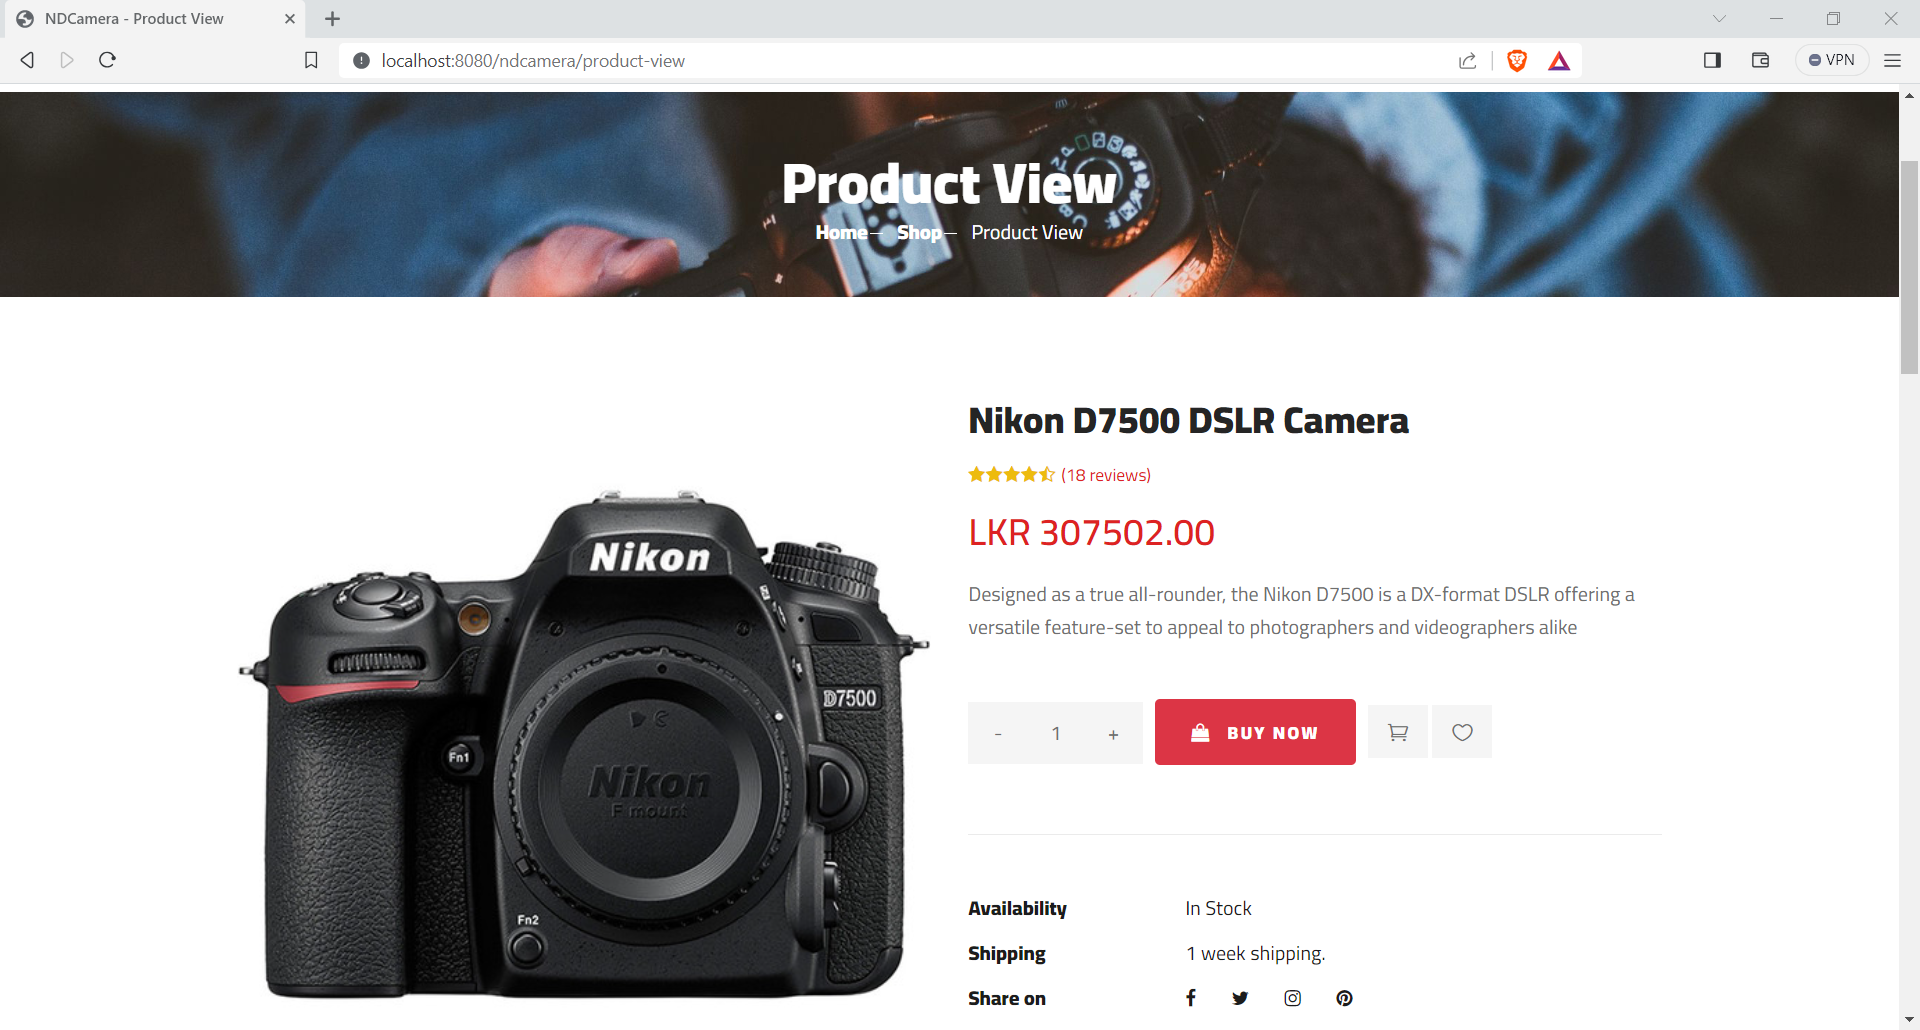 NDCamera - Product View
localhost:8080/ndcamera/product-view
VPN
Product View
Home
Shop
Product View
Nikon D7500 DSLR Camera
(18 reviews)
LKR 307502.00
Designed as a true all-rounder, the Nikon D7500 is a DX-format DSLR offering a
versatile feature-set to appeal to photographers and videographers alike
- 1 +
BUY NOW
Nikon
D7500
Fn1
Nikon
F mount
Fn2
Availability In Stock
Shipping 1 week shipping.
Share on